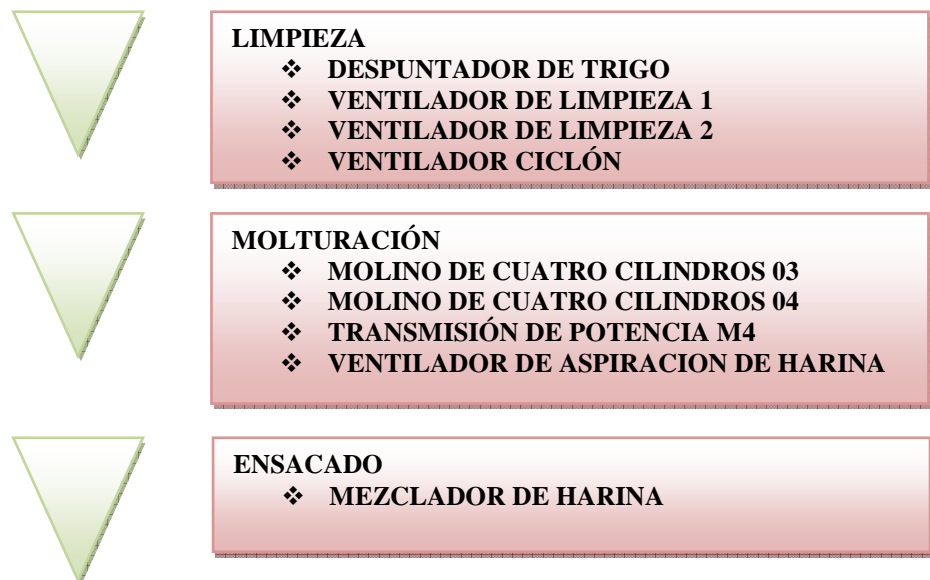 LIMPIEZA
❖ DESPUNTADOR DE TRIGO
❖ VENTILADOR DE LIMPIEZA 1
❖ VENTILADOR DE LIMPIEZA 2
❖ VENTILADOR CICLÓN
MOLTURACIÓN
❖ MOLINO DE CUATRO CILINDROS 03
❖ MOLINO DE CUATRO CILINDROS 04
❖ TRANSMISIÓN DE POTENCIA M4
❖ VENTILADOR DE ASPIRACION DE HARINA
ENSACADO
❖ MEZCLADOR DE HARINA